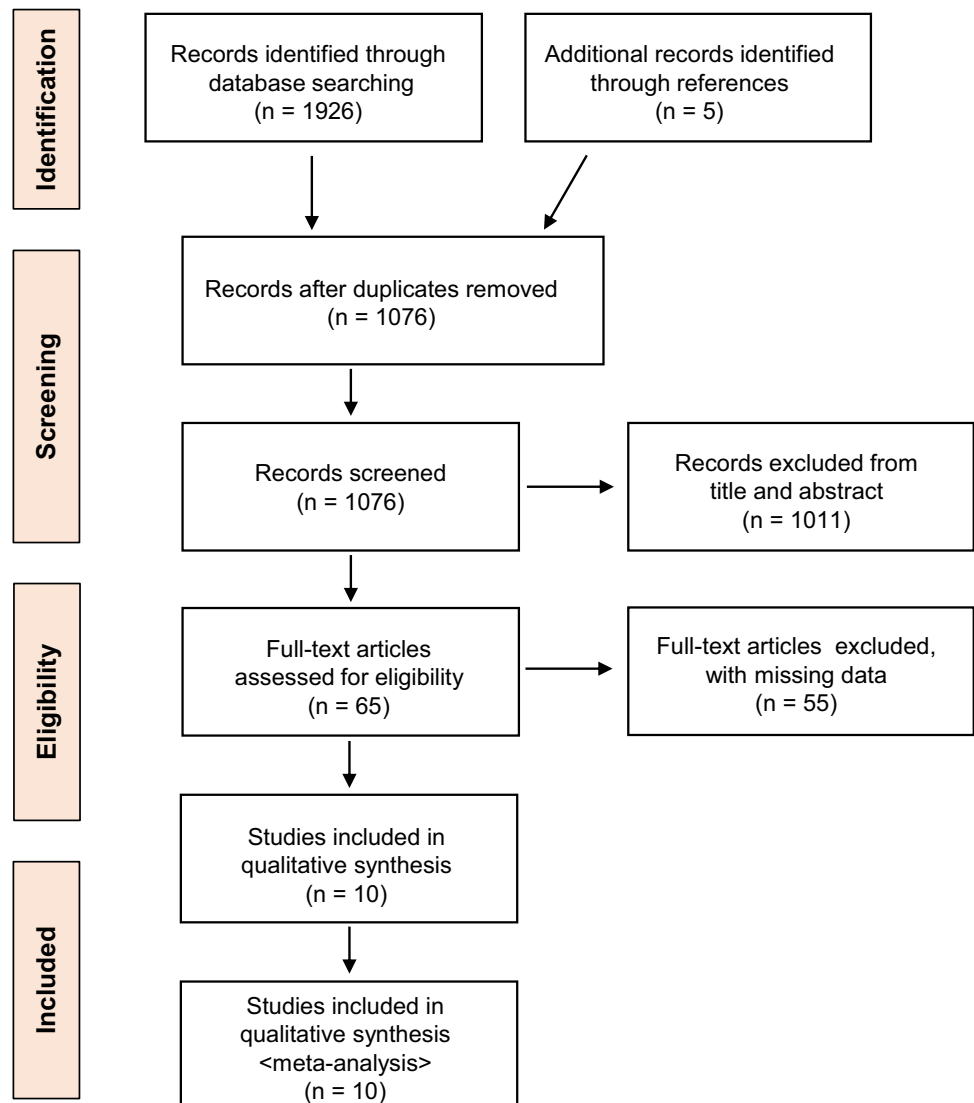 Identification
Records identified through
database searching
(n = 1926)
Additional records identified
through references
(n = 5)
Screening
Records after duplicates removed
(n = 1076)
Records screened
(n = 1076)
Records excluded from
title and abstract
(n = 1011)
Eligibility
Full-text articles
assessed for eligibility
(n = 65)
Full-text articles excluded,
with missing data
(n = 55)
Included
Studies included in
qualitative synthesis
(n = 10)
Studies included in
qualitative synthesis
<meta-analysis>
(n = 10)